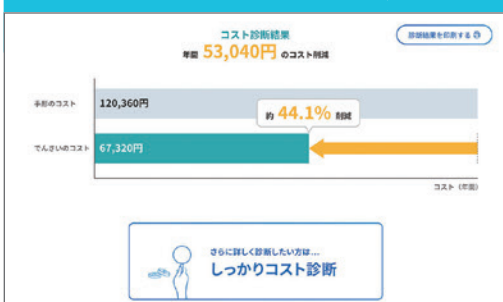 コスト診断結果
診断結果を印刷する
年間 53,040円 のコスト削減
手形のコスト 120,360円
約 44.1% 削減
でんさいのコスト 67,320円
コスト（年間）
さらに詳しく診断したい方は...
しっかりコスト診断